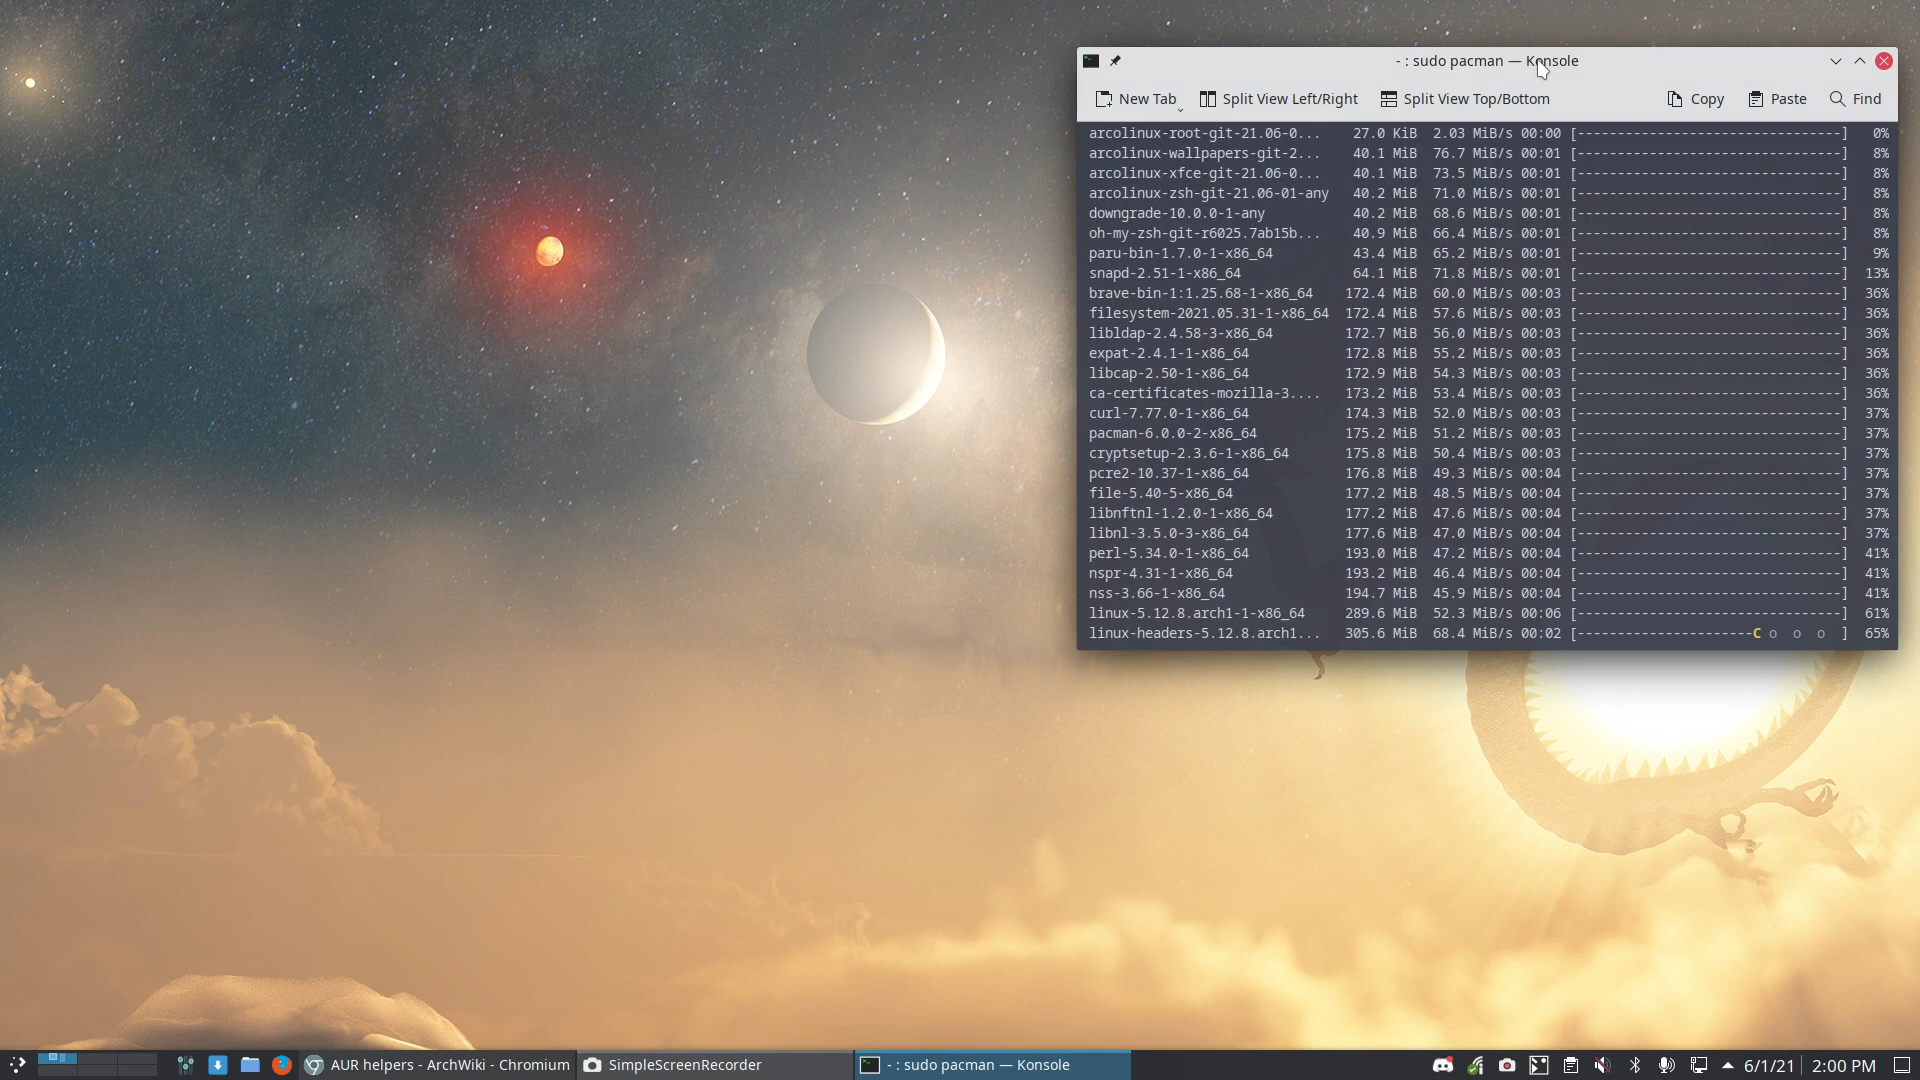 - : sudo pacman — Konsole
New Tab Split View Left/Right Split View Top/Bottom Copy Paste Find
arcolinux-root-git-21.06-0... 27.0 KiB 2.03 MiB/s 00:00 [---------------------------------] 0%
arcolinux-wallpapers-git-2... 40.1 MiB 76.7 MiB/s 00:01 [---------------------------------] 8%
arcolinux-xfce-git-21.06-0... 40.1 MiB 73.5 MiB/s 00:01 [---------------------------------] 8%
arcolinux-zsh-git-21.06-01-any 40.2 MiB 71.0 MiB/s 00:01 [---------------------------------] 8%
downgrade-10.0.0-1-any 40.2 MiB 68.6 MiB/s 00:01 [---------------------------------] 8%
oh-my-zsh-git-r6025.7ab15b... 40.9 MiB 66.4 MiB/s 00:01 [---------------------------------] 8%
paru-bin-1.7.0-1-x86_64 43.4 MiB 65.2 MiB/s 00:01 [---------------------------------] 9%
snapd-2.51-1-x86_64 64.1 MiB 71.8 MiB/s 00:01 [---------------------------------] 13%
brave-bin-1:1.25.68-1-x86_64 172.4 MiB 60.0 MiB/s 00:03 [---------------------------------] 36%
filesystem-2021.05.31-1-x86_64 172.4 MiB 57.6 MiB/s 00:03 [---------------------------------] 36%
libldap-2.4.58-3-x86_64 172.7 MiB 56.0 MiB/s 00:03 [---------------------------------] 36%
expat-2.4.1-1-x86_64 172.8 MiB 55.2 MiB/s 00:03 [---------------------------------] 36%
libcap-2.50-1-x86_64 172.9 MiB 54.3 MiB/s 00:03 [---------------------------------] 36%
ca-certificates-mozilla-3.... 173.2 MiB 53.4 MiB/s 00:03 [---------------------------------] 36%
curl-7.77.0-1-x86_64 174.3 MiB 52.0 MiB/s 00:03 [---------------------------------] 37%
pacman-6.0.0-2-x86_64 175.2 MiB 51.2 MiB/s 00:03 [---------------------------------] 37%
cryptsetup-2.3.6-1-x86_64 175.8 MiB 50.4 MiB/s 00:03 [---------------------------------] 37%
pcre2-10.37-1-x86_64 176.8 MiB 49.3 MiB/s 00:04 [---------------------------------] 37%
file-5.40-5-x86_64 177.2 MiB 48.5 MiB/s 00:04 [---------------------------------] 37%
libnftnl-1.2.0-1-x86_64 177.2 MiB 47.6 MiB/s 00:04 [---------------------------------] 37%
libnl-3.5.0-3-x86_64 177.6 MiB 47.0 MiB/s 00:04 [---------------------------------] 37%
perl-5.34.0-1-x86_64 193.0 MiB 47.2 MiB/s 00:04 [---------------------------------] 41%
nspr-4.31-1-x86_64 193.2 MiB 46.4 MiB/s 00:04 [---------------------------------] 41%
nss-3.66-1-x86_64 194.7 MiB 45.9 MiB/s 00:04 [---------------------------------] 41%
linux-5.12.8.arch1-1-x86_64 289.6 MiB 52.3 MiB/s 00:06 [---------------------------------] 61%
linux-headers-5.12.8.arch1... 305.6 MiB 68.4 MiB/s 00:02 [----------------------C o  o  o  ] 65%
AUR helpers - ArchWiki - Chromium SimpleScreenRecorder - : sudo pacman — Konsole 6/1/21 2:00 PM